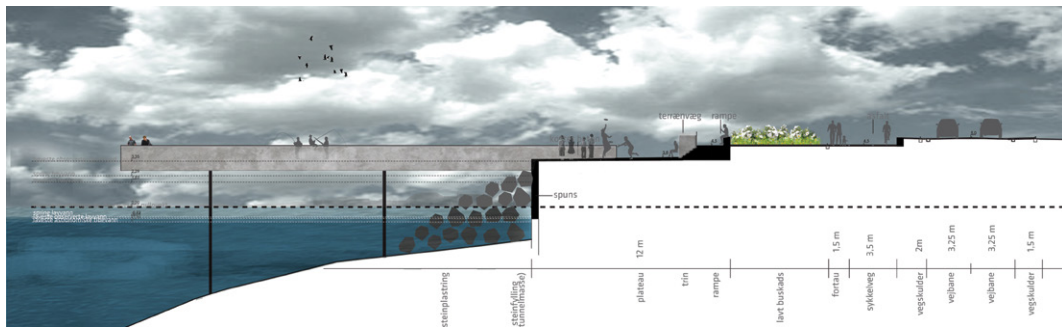 terrænvæg rampe
spuns
12 m
1,5 m
3,5 m
2m
3,25 m
3,25 m
1,5 m
steinplastring
steinfylling
tunnelmasse)
plateau
trin
rampe
lavt buskads
fortau
sykkelveg
vegskulder
vejbane
vejbane
vegskulder